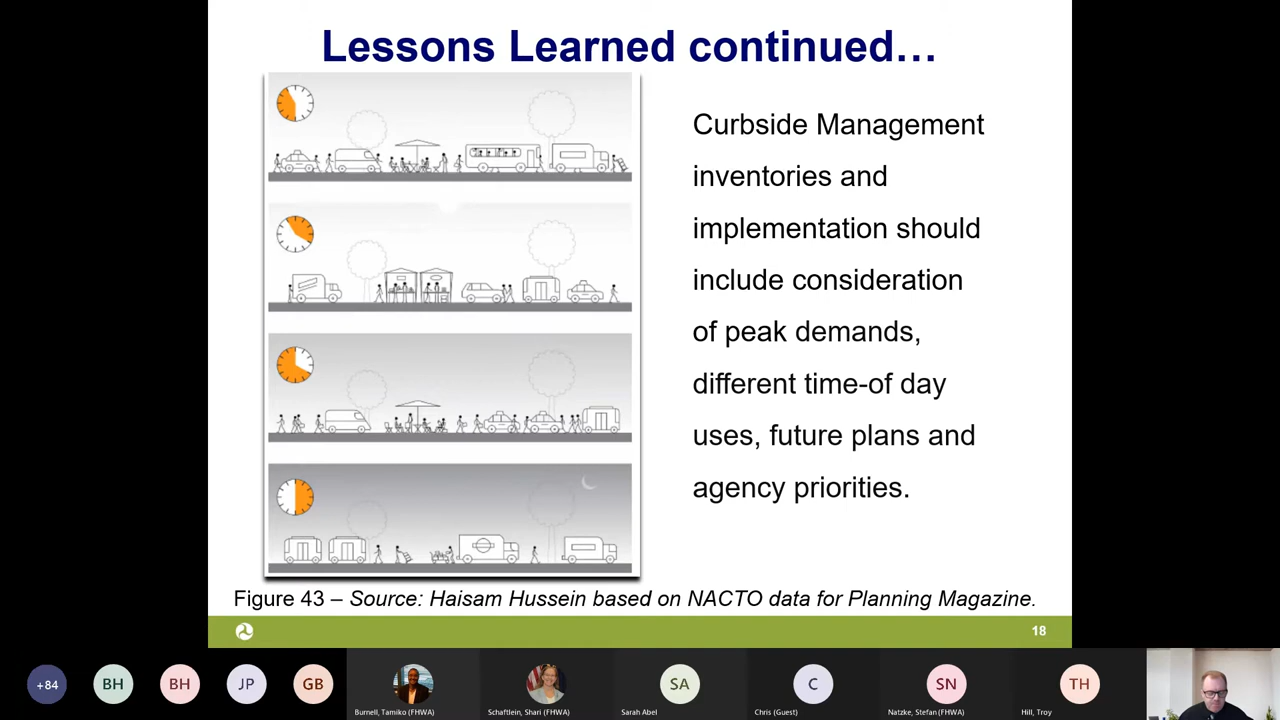 Lessons Learned continued…
Curbside Management
inventories and
implementation should
include consideration
of peak demands,
different time-of day
uses, future plans and
agency priorities.
Figure 43 – Source: Haisam Hussein based on NACTO data for Planning Magazine.
18
+84
BH
BH
JP
GB
Burnell, Tamiko (FHWA)
Schaftlein, Shari (FHWA)
SA
Sarah Abel
C
Chris (Guest)
SN
Natzke, Stefan (FHWA)
TH
Hill, Troy